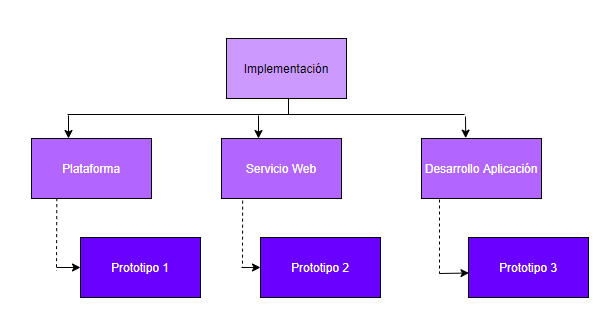 Implementación
Plataforma
Servicio Web
Desarrollo Aplicación
Prototipo 1
Prototipo 2
Prototipo 3